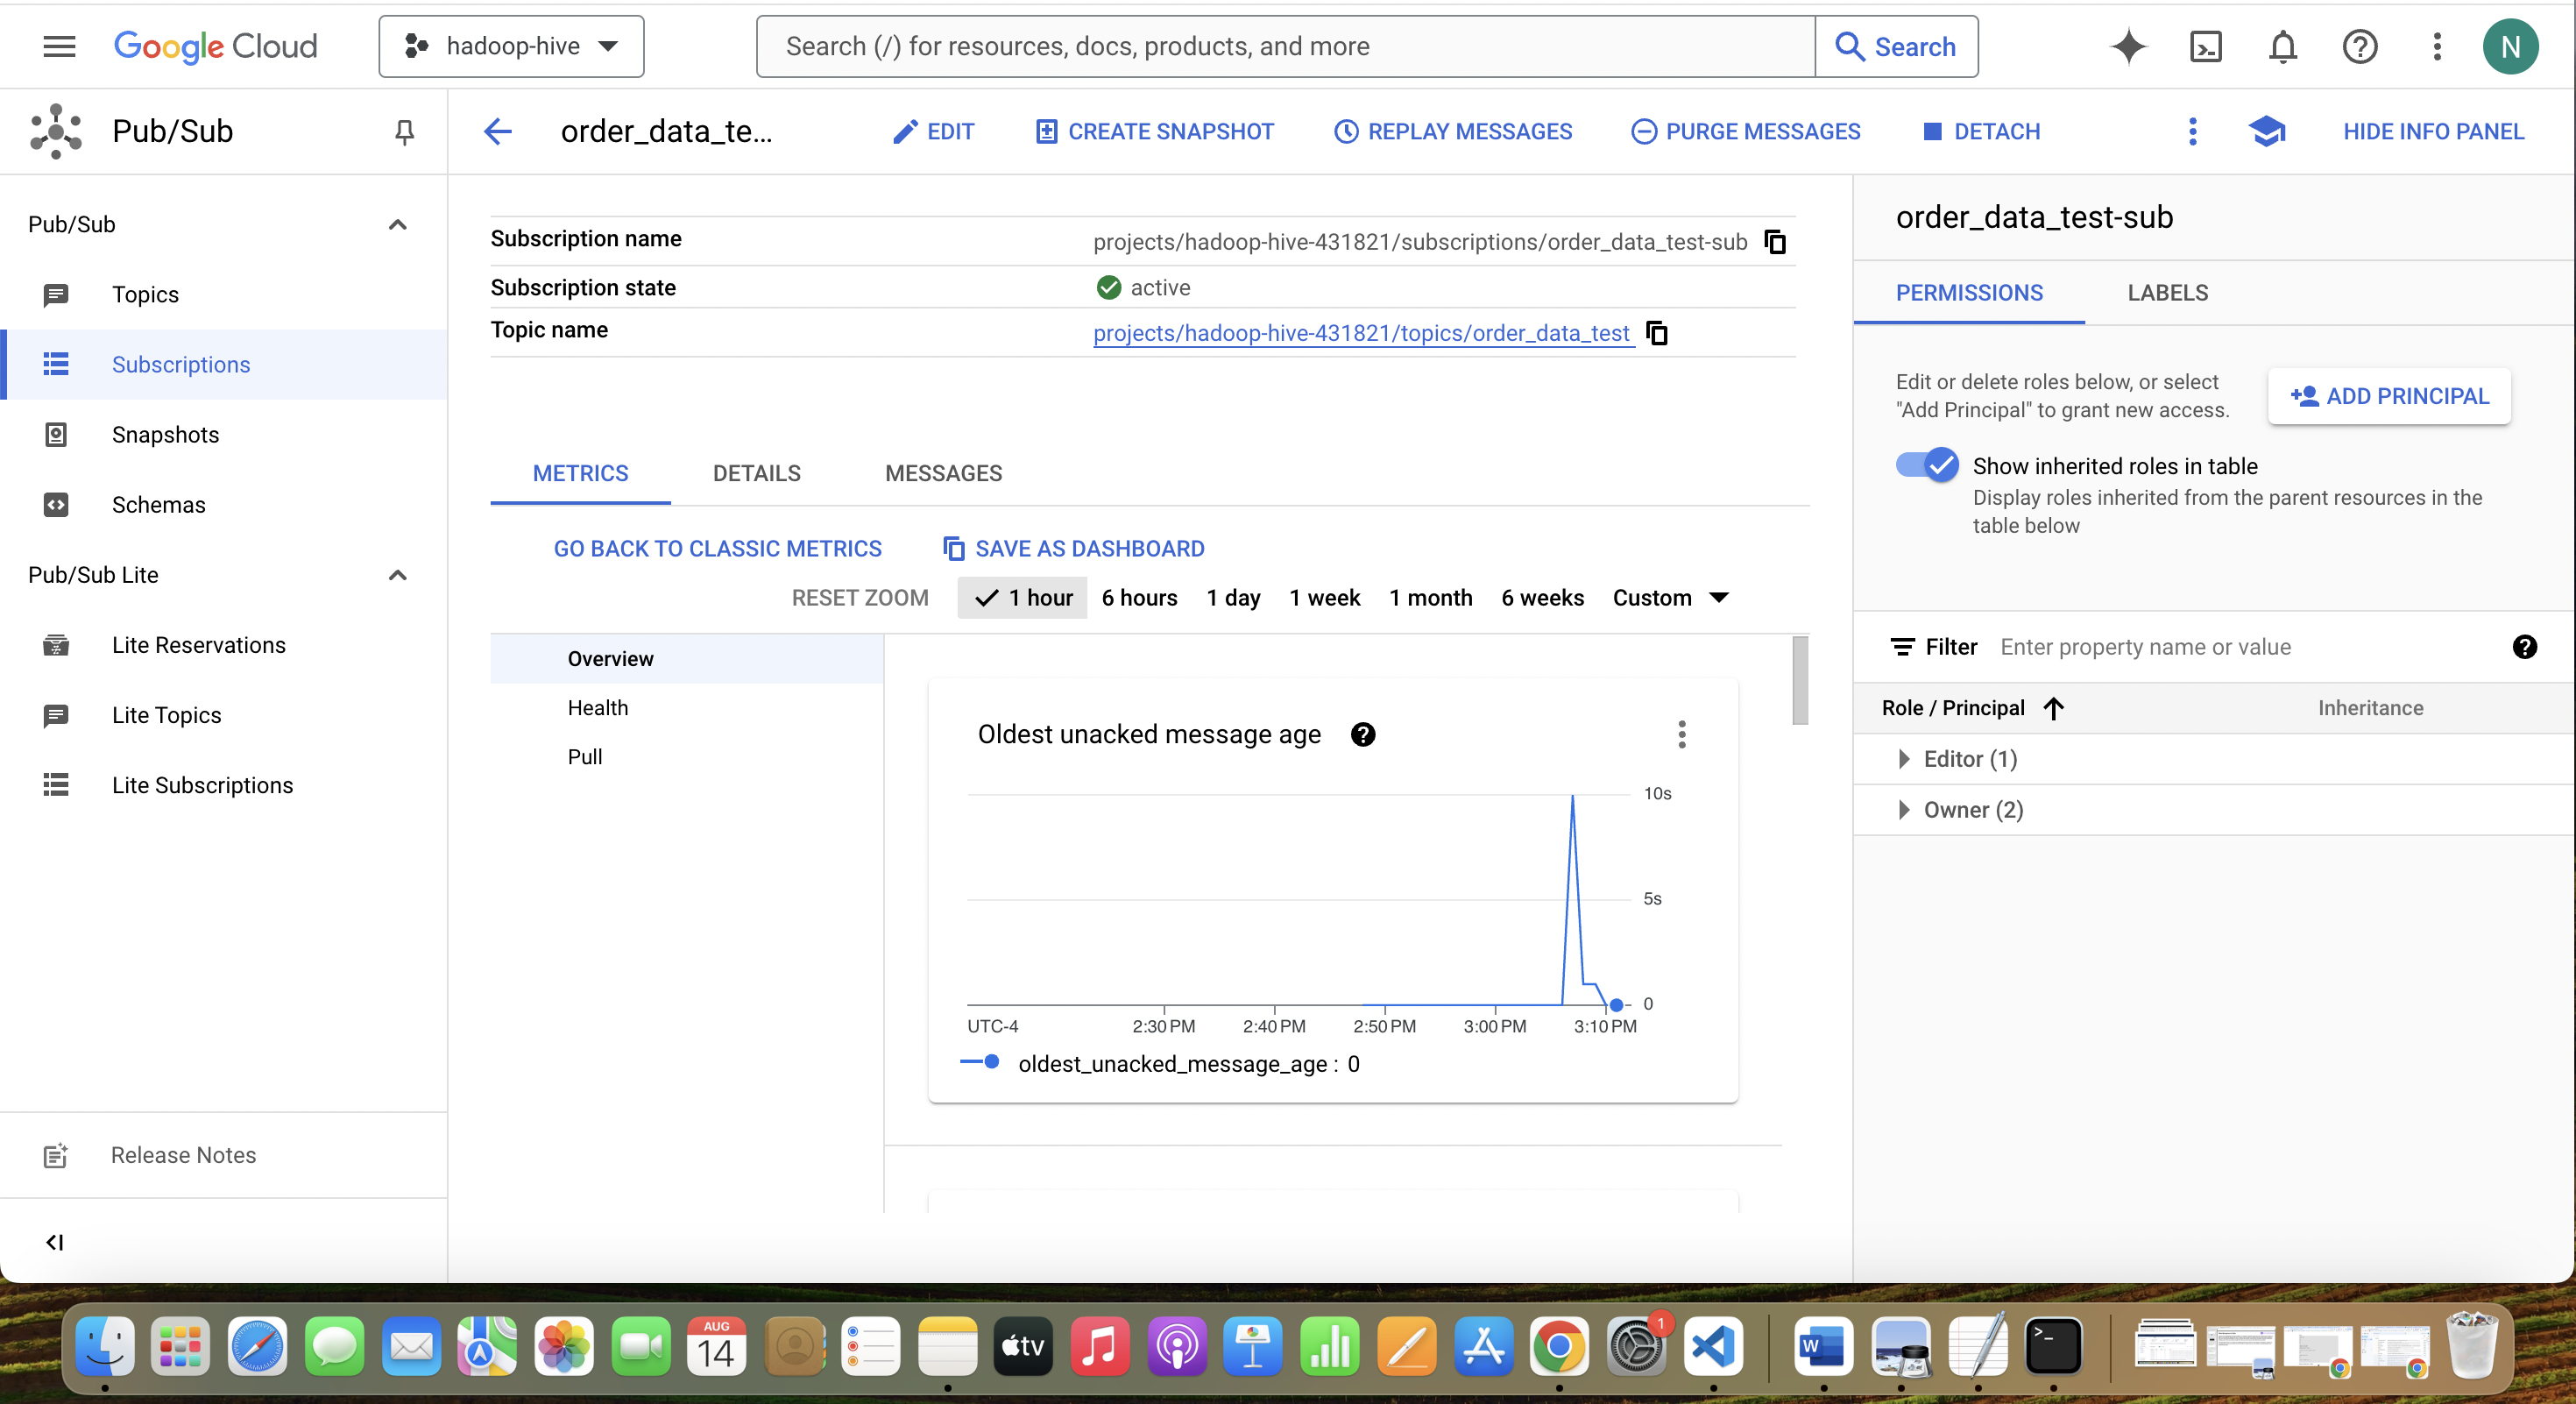 Google Cloud
hadoop-hive
Search (/) for resources, docs, products, and more
Search
N
Pub/Sub
order_data_te...
EDIT
CREATE SNAPSHOT
REPLAY MESSAGES
PURGE MESSAGES
DETACH
HIDE INFO PANEL
Pub/Sub
Topics
Subscriptions
Snapshots
Schemas
Pub/Sub Lite
Lite Reservations
Lite Topics
Lite Subscriptions
Release Notes
Subscription name
projects/hadoop-hive-431821/subscriptions/order_data_test-sub
Subscription state
active
Topic name
projects/hadoop-hive-431821/topics/order_data_test
METRICS
DETAILS
MESSAGES
GO BACK TO CLASSIC METRICS
SAVE AS DASHBOARD
RESET ZOOM
1 hour
6 hours
1 day
1 week
1 month
6 weeks
Custom
Overview
Health
Pull
Oldest unacked message age
10s
5s
0
UTC-4
2:30 PM
2:40 PM
2:50 PM
3:00 PM
3:10 PM
oldest_unacked_message_age : 0
order_data_test-sub
PERMISSIONS
LABELS
Edit or delete roles below, or select
"Add Principal" to grant new access.
ADD PRINCIPAL
Show inherited roles in table
Display roles inherited from the parent resources in the
table below
Filter
Enter property name or value
Role / Principal
Inheritance
Editor (1)
Owner (2)
AUG
14
tv
1
W